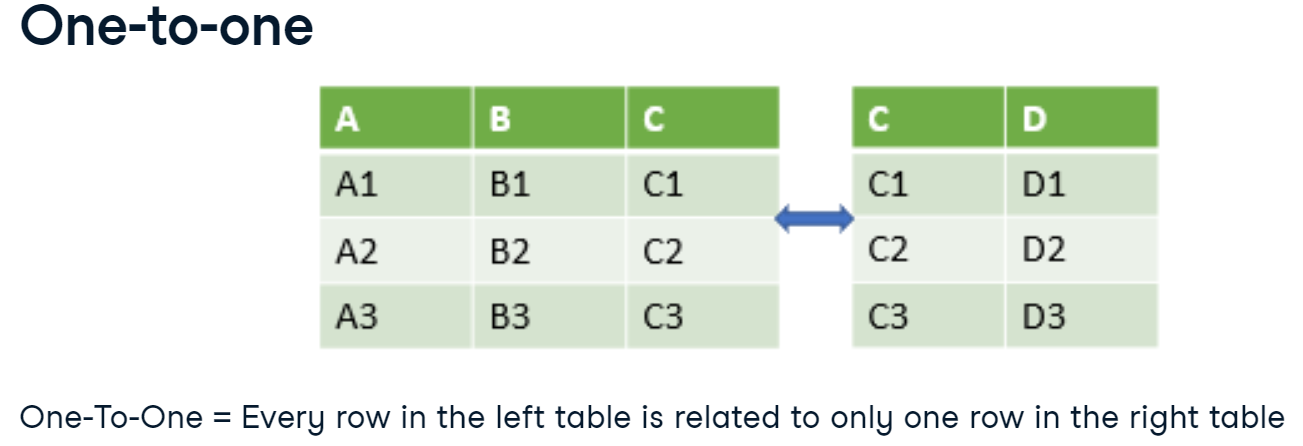 One-to-one
A B C C D
A1 B1 C1 C1 D1
A2 B2 C2 C2 D2
A3 B3 C3 C3 D3
One-To-One = Every row in the left table is related to only one row in the right table